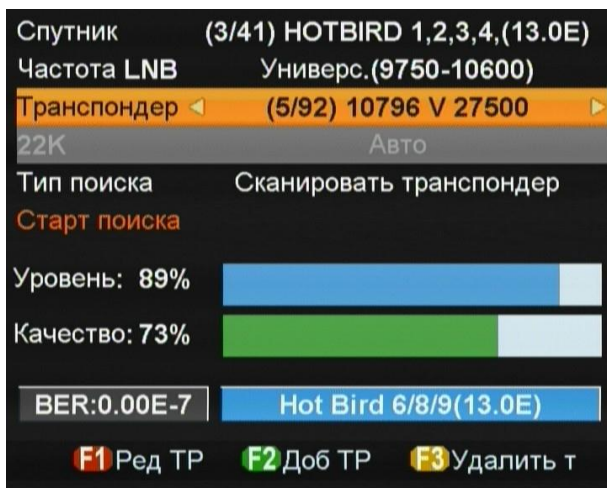 Спутник (3/41) HOTBIRD 1,2,3,4,(13.0E)
Частота LNB Универс.(9750-10600)
Транспондер (5/92) 10796 V 27500
22K Авто
Тип поиска Сканировать транспондер
Старт поиска
Уровень: 89%
Качество: 73%
BER:0.00E-7 Hot Bird 6/8/9(13.0E)
F1 Ред ТР F2 Доб ТР F3 Удалить т